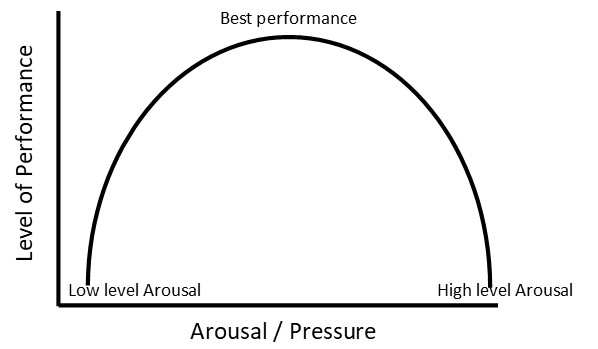 Best performance
Level of Performance
Low level Arousal
High level Arousal
Arousal / Pressure